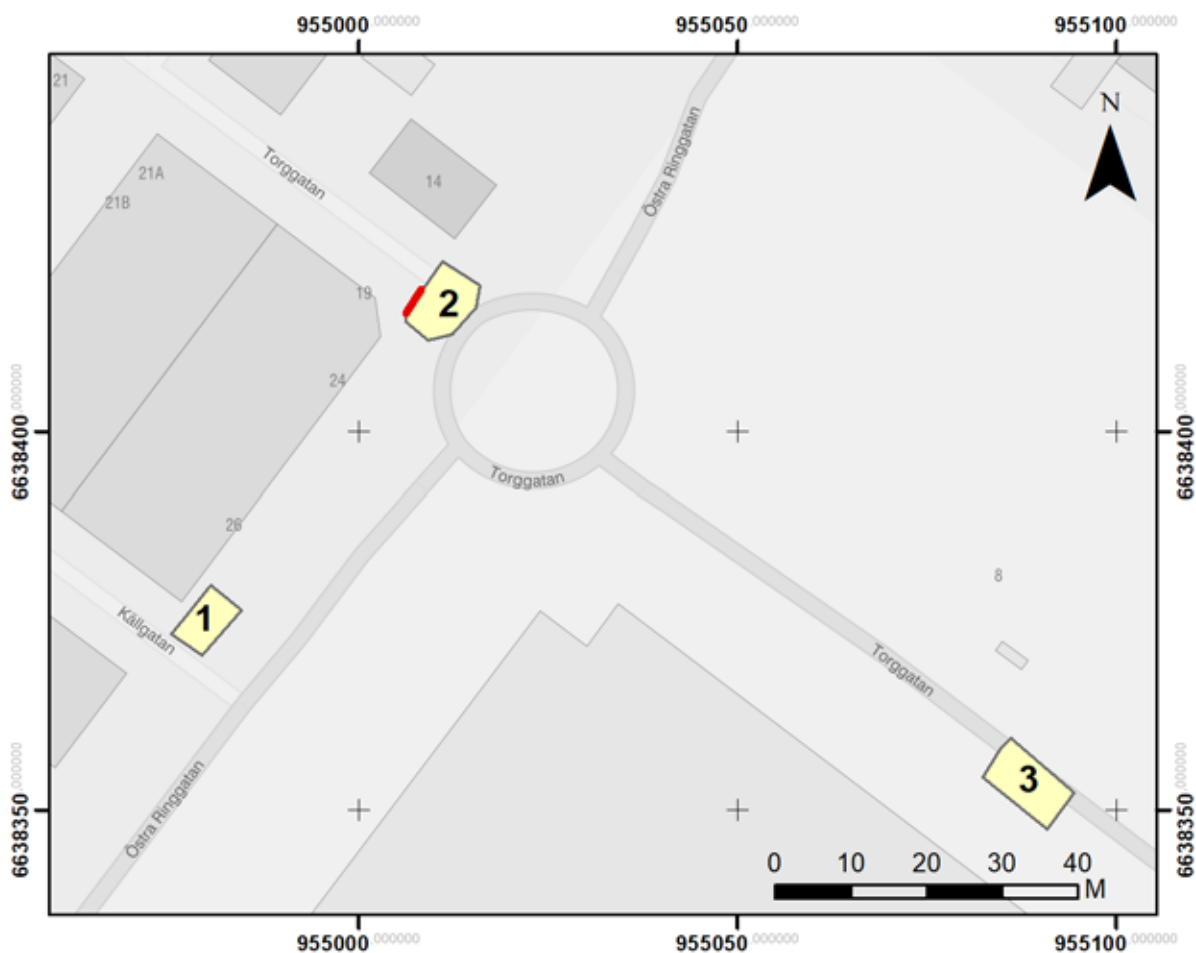 955000.000000 955050.000000 955100.000000
21
N
Östra Ringgatan
Torggatan
21A
14
21B
19
2
24
6638400.000000
6638400.000000
Torggatan
26
8
1
Källgatan
Torggatan
3
Östra Ringgatan
6638350.000000
6638350.000000
0 10 20 30 40
M
955000.000000 955050.000000 955100.000000